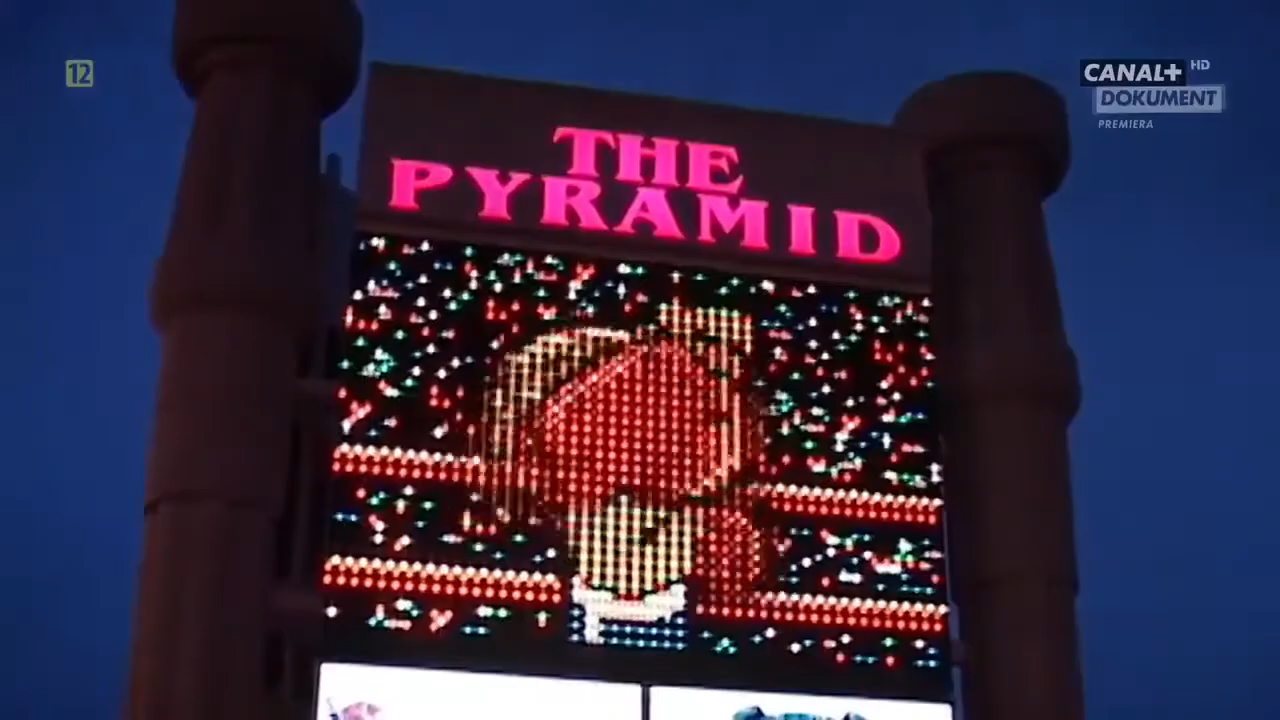 12
CANAL+ HD
DOKUMENT
PREMIERA
THE
PYRAMID